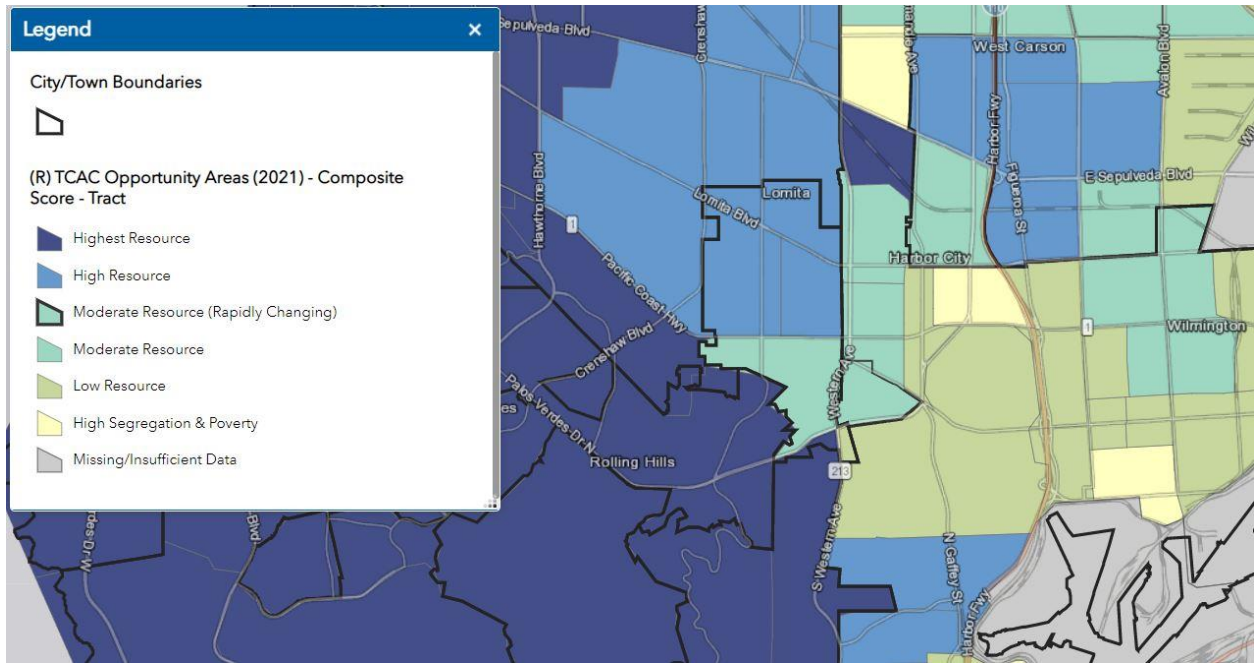 Legend
×
City/Town Boundaries
(R) TCAC Opportunity Areas (2021) - Composite
Score - Tract
Highest Resource
High Resource
Moderate Resource (Rapidly Changing)
Moderate Resource
Low Resource
High Segregation & Poverty
Missing/Insufficient Data
Sepulveda Blvd
Crenshaw
West Carson
Avalon Blvd
Harbor Fwy
Figueroa St
E Sepulveda Blvd
Hawthorne Blvd
Lomita
Lomita Blvd
1
Harbor City
Pacific Coast Hwy
1
Wilmington
Crenshaw Blvd
Western Ave
Palos Verdes Dr N
Rolling Hills
213
S Western Ave
N Gaffey St
Harbor Fwy